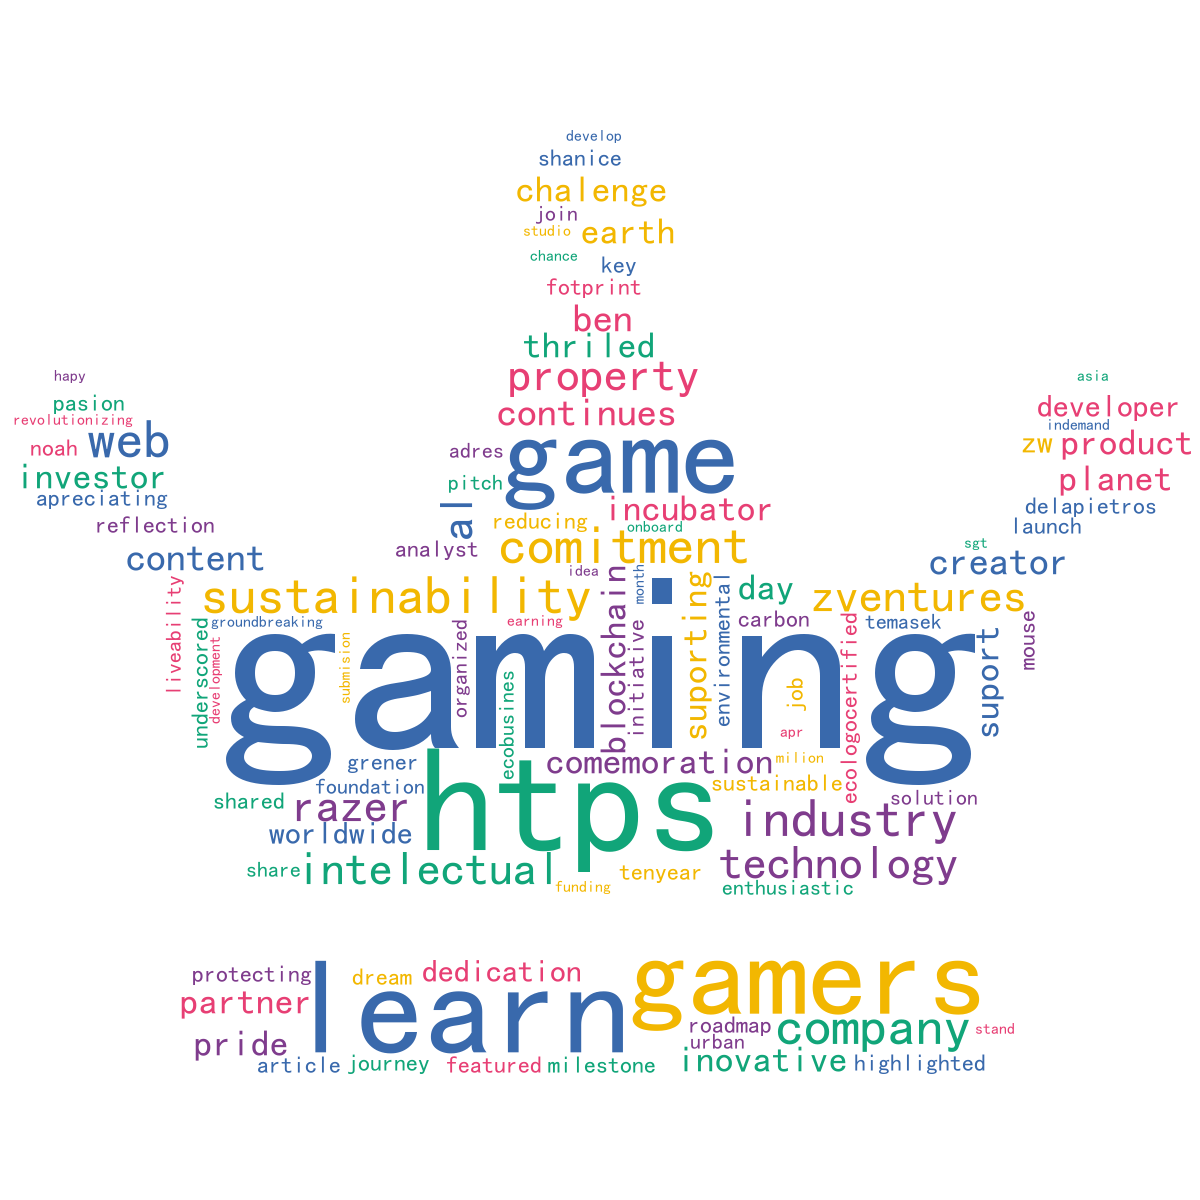 develop
shanice
chalenge
join
studio
earth
chance
key
fotprint
ben
thriled
property
continues
game
adres
pitch
al
incubator
reducing
onboard
comitment
analyst
idea
hapy
pasion
revolutionizing
noah
web
investor
apreciating
reflection
content
asia
developer
indemand
zw
product
planet
delapietros
launch
sgt
creator
sustainability
blockchain
month
suporting
environmental
day
zventures
liveability
underscored
groundbreaking
development
submision
organized
earning
initiative
carbon
temasek
ecologocertified
suport
mouse
gaming
ecobusines
job
apr
grener
comemoration
milion
foundation
sustainable
solution
shared
razer
htps
worldwide
industry
share
intelectual
funding
tenyear
technology
enthusiastic
protecting
dream
dedication
gamers
partner
learn
roadmap
company
stand
pride
urban
article
journey
featured
milestone
inovative
highlighted